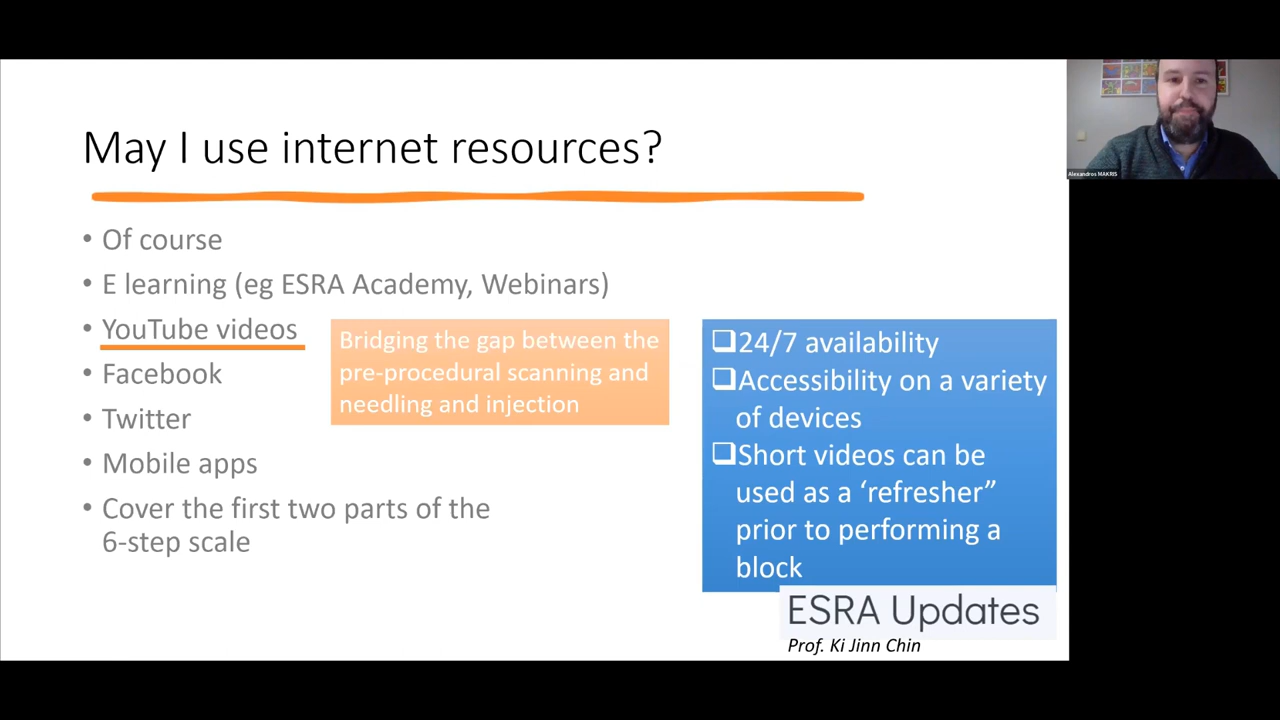 May I use internet resources?
• Of course
• E learning (eg ESRA Academy, Webinars)
• YouTube videos
• Facebook
• Twitter
• Mobile apps
• Cover the first two parts of the
6-step scale
Bridging the gap between the
pre-procedural scanning and
needling and injection
❑24/7 availability
❑Accessibility on a variety
of devices
❑Short videos can be
used as a ‘refresher”
prior to performing a
block
ESRA Updates
Prof. Ki Jinn Chin
Alexandros MAKRIS